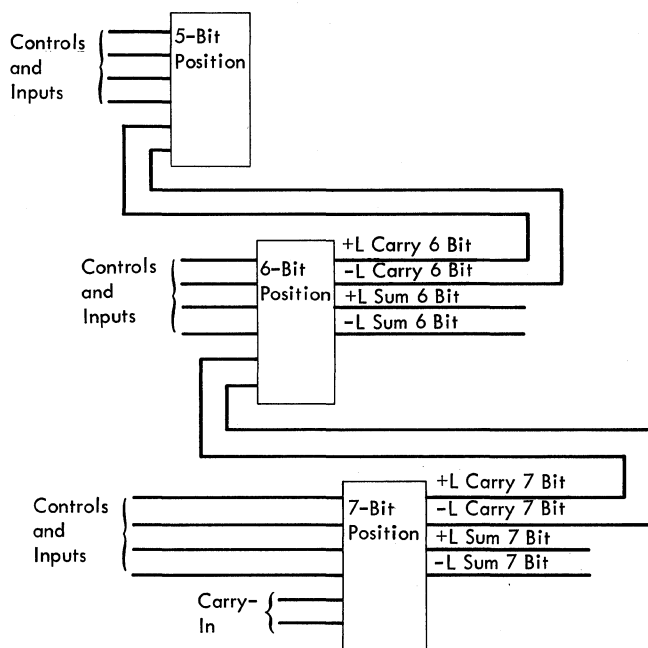 Controls
and
Inputs
5-Bit
Position
Controls
and
Inputs
6-Bit
Position
+L Carry 6 Bit
-L Carry 6 Bit
+L Sum 6 Bit
-L Sum 6 Bit
Controls
and
Inputs
7-Bit
Position
+L Carry 7 Bit
-L Carry 7 Bit
+L Sum 7 Bit
-L Sum 7 Bit
Carry-
In